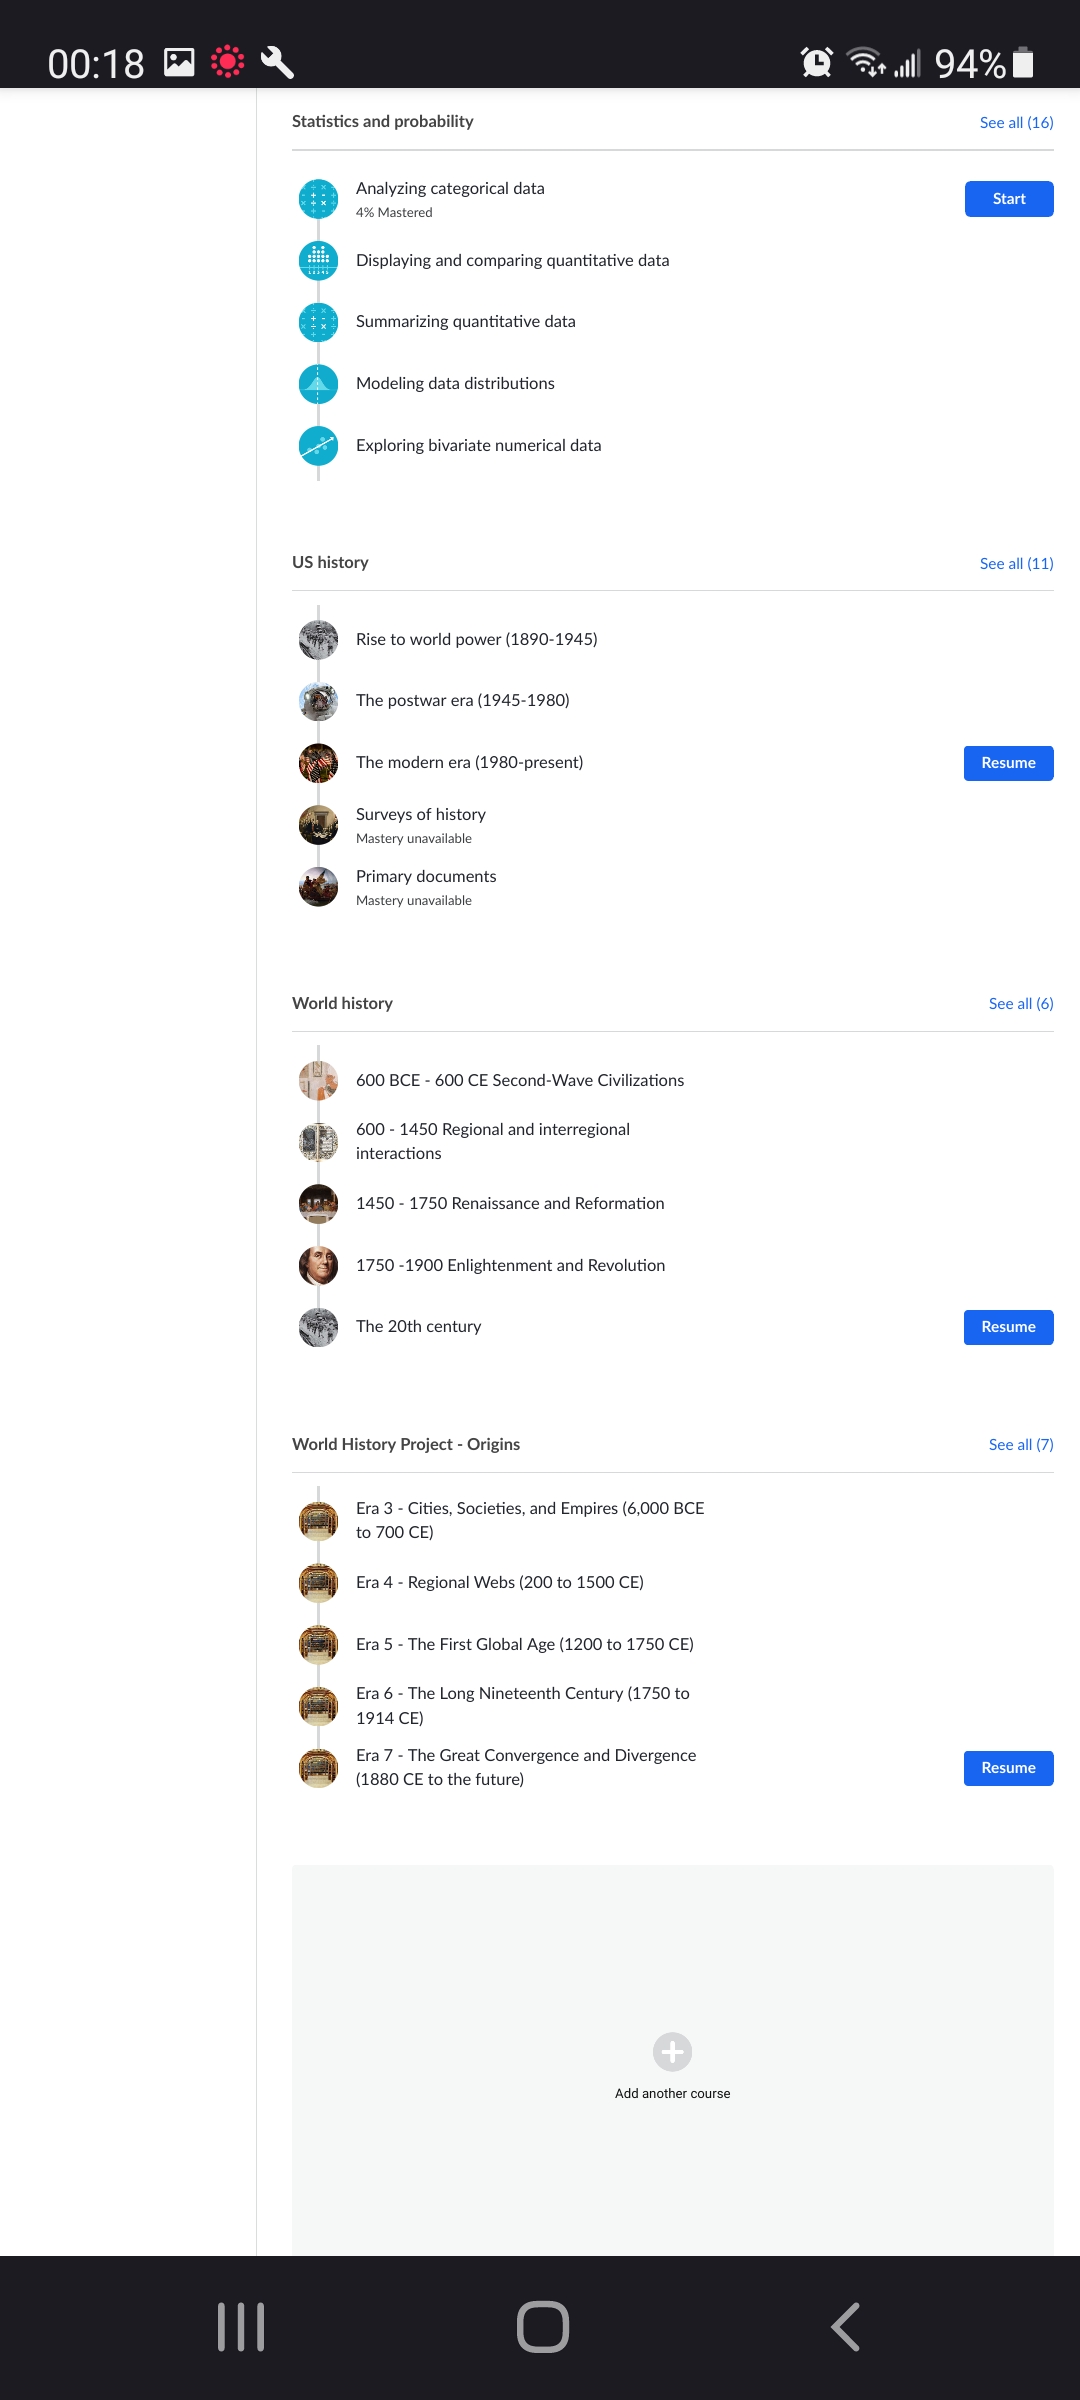 00:18
94%
Statistics and probability
See all (16)
Analyzing categorical data
4% Mastered
Start
Displaying and comparing quantitative data
Summarizing quantitative data
Modeling data distributions
Exploring bivariate numerical data
US history
See all (11)
Rise to world power (1890-1945)
The postwar era (1945-1980)
The modern era (1980-present)
Resume
Surveys of history
Mastery unavailable
Primary documents
Mastery unavailable
World history
See all (6)
600 BCE - 600 CE Second-Wave Civilizations
600 - 1450 Regional and interregional
interactions
1450 - 1750 Renaissance and Reformation
1750 -1900 Enlightenment and Revolution
The 20th century
Resume
World History Project - Origins
See all (7)
Era 3 - Cities, Societies, and Empires (6,000 BCE
to 700 CE)
Era 4 - Regional Webs (200 to 1500 CE)
Era 5 - The First Global Age (1200 to 1750 CE)
Era 6 - The Long Nineteenth Century (1750 to
1914 CE)
Era 7 - The Great Convergence and Divergence
(1880 CE to the future)
Resume
Add another course